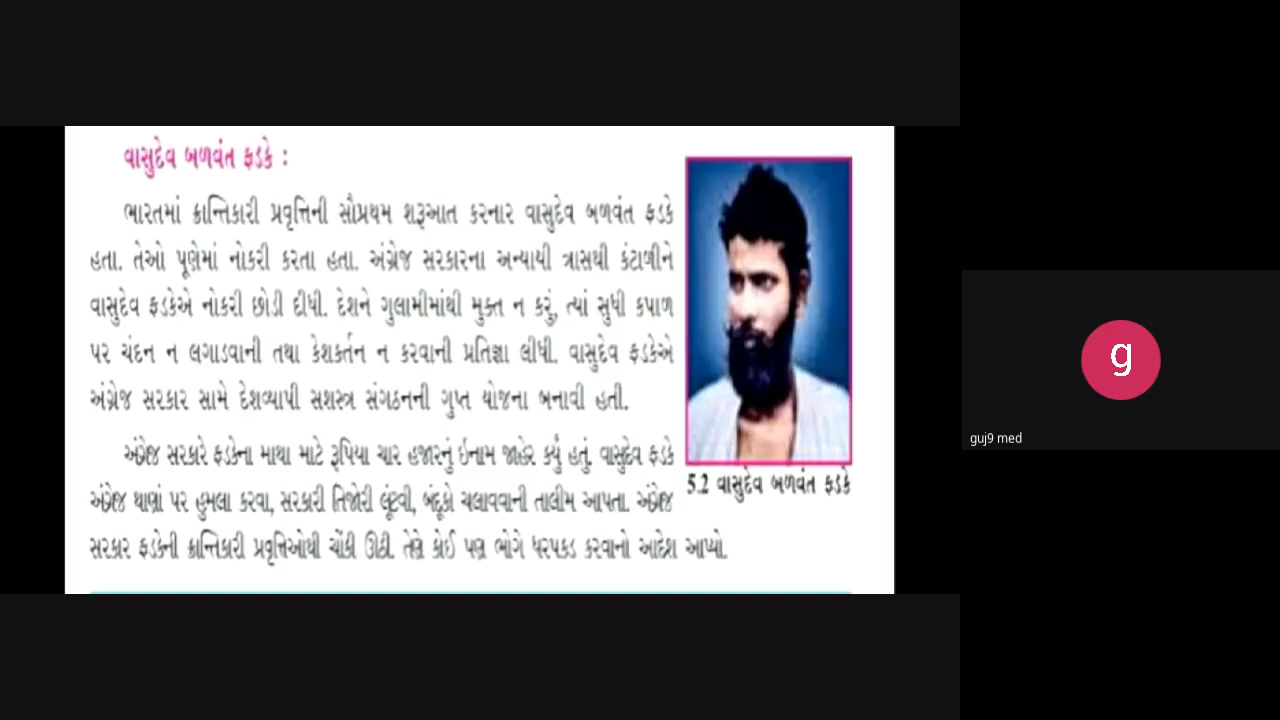 વાસુદેવ બળવંત ફડકે :
ભારતમાં ક્રાન્તિકારી પ્રવૃત્તિની સૌપ્રથમ શરૂઆત કરનાર વાસુદેવ બળવંત ફડકે
હતા. તેઓ પૂણેમાં નોકરી કરતા હતા. અંગ્રેજ સરકારના અન્યાયી ત્રાસથી કંટાળીને
વાસુદેવ ફડકેએ નોકરી છોડી દીધી. દેશને ગુલામીમાંથી મુક્ત ન કરું, ત્યાં સુધી કપાળ
પર ચંદન ન લગાડવાની તથા કેશકર્તન ન કરવાની પ્રતિજ્ઞા લીધી. વાસુદેવ ફડકેએ
અંગ્રેજ સરકાર સામે દેશવ્યાપી સશસ્ત્ર સંગઠનની ગુપ્ત યોજના બનાવી હતી.
અંગ્રેજ સરકારે ફડકેના માથા માટે રૂપિયા ચાર હજારનું ઇનામ જાહેર કર્યું હતું. વાસુદેવ ફડકે
અંગ્રેજ થાણાં પર હુમલા કરવા, સરકારી તિજોરી લૂંટવી, બંદૂકો ચલાવવાની તાલીમ આપતા. અંગ્રેજ
સરકાર ફડકેની ક્રાન્તિકારી પ્રવૃત્તિઓથી ચોંકી ઊઠી. તેણે કોઈ પણ ભોગે ધરપકડ કરવાનો આદેશ આપ્યો.
5.2 વાસુદેવ બળવંત ફડકે
g
guj9 med